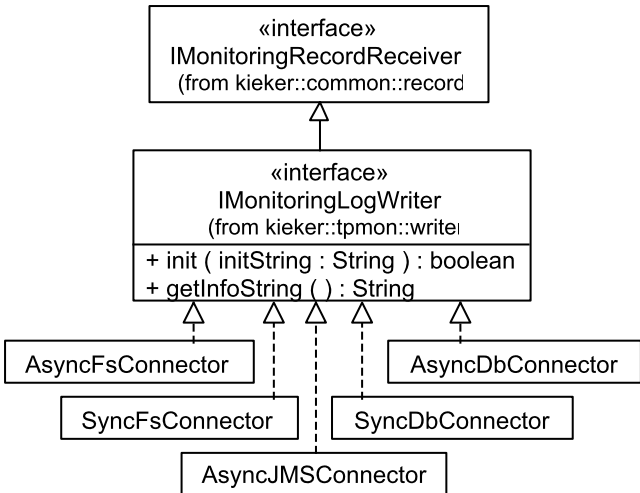 «interface»
IMonitoringRecordReceiver
(from kieker::common::record
«interface»
IMonitoringLogWriter
(from kieker::tpmon::writer
+ init ( initString : String ) : boolean
+ getInfoString ( ) : String
AsyncFsConnector
AsyncDbConnector
SyncFsConnector
SyncDbConnector
AsyncJMSConnector